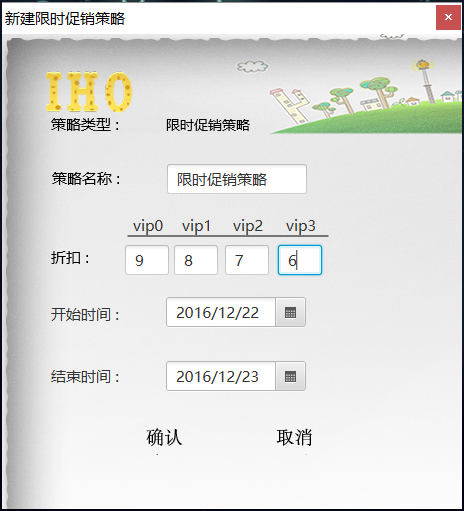 新建限时促销策略
IHO
策略类型： 限时促销策略
策略名称： 限时促销策略
vip0 vip1 vip2 vip3
折扣： 9 8 7 6
开始时间： 2016/12/22
结束时间： 2016/12/23
确认 取消